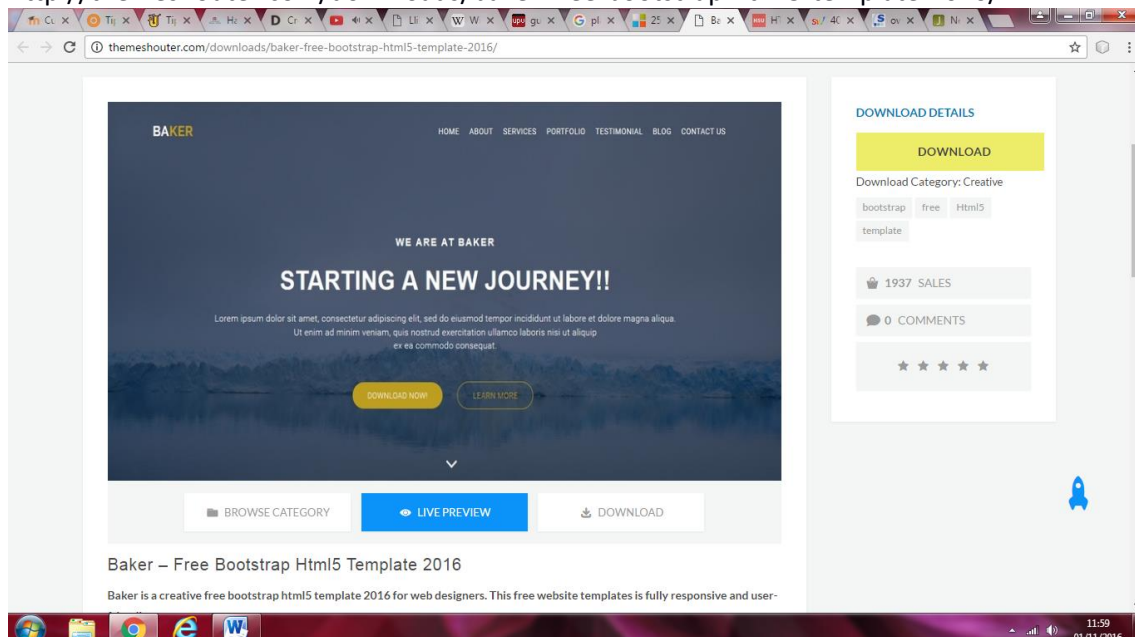 themeshouter.com/downloads/baker-free-bootstrap-html5-template-2016/
BAKER
HOME ABOUT SERVICES PORTFOLIO TESTIMONIAL BLOG CONTACT US
WE ARE AT BAKER
STARTING A NEW JOURNEY!!
Lorem ipsum dolor sit amet, consectetur adipiscing elit, sed do eiusmod tempor incididunt ut labore et dolore magna aliqua.
Ut enim ad minim veniam, quis nostrud exercitation ullamco laboris nisi ut aliquip
ex ea commodo consequat.
DOWNLOAD NOW!
LEARN MORE
BROWSE CATEGORY
LIVE PREVIEW
DOWNLOAD
Baker – Free Bootstrap Html5 Template 2016
Baker is a creative free bootstrap html5 template 2016 for web designers. This free website templates is fully responsive and user-
DOWNLOAD DETAILS
DOWNLOAD
Download Category: Creative
bootstrap free Html5
template
1937 SALES
0 COMMENTS
11:59
01/11/2016